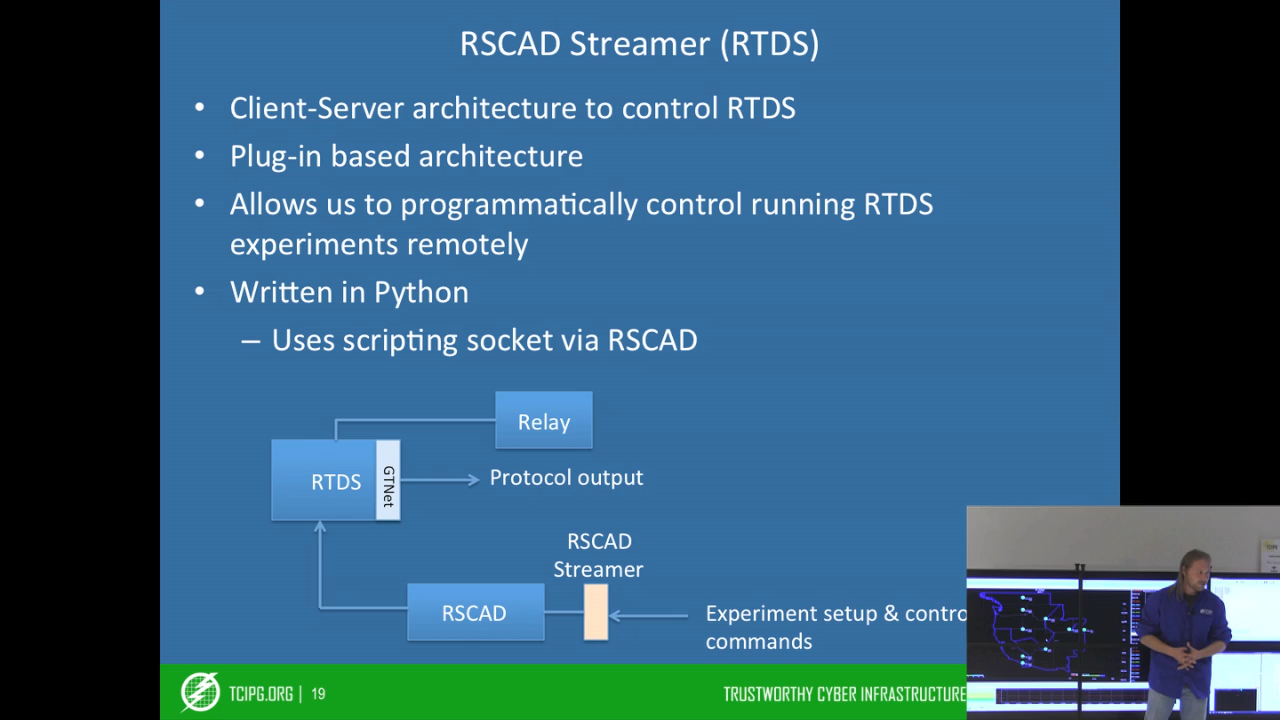 RSCAD Streamer (RTDS)
• Client-Server architecture to control RTDS
• Plug-in based architecture
• Allows us to programmatically control running RTDS
experiments remotely
• Written in Python
– Uses scripting socket via RSCAD
Relay
RTDS
GTNet
Protocol output
RSCAD
Streamer
RSCAD
Experiment setup & contro
commands
TCIPG.ORG | 19
TRUSTWORTHY CYBER INFRASTRUCTURE